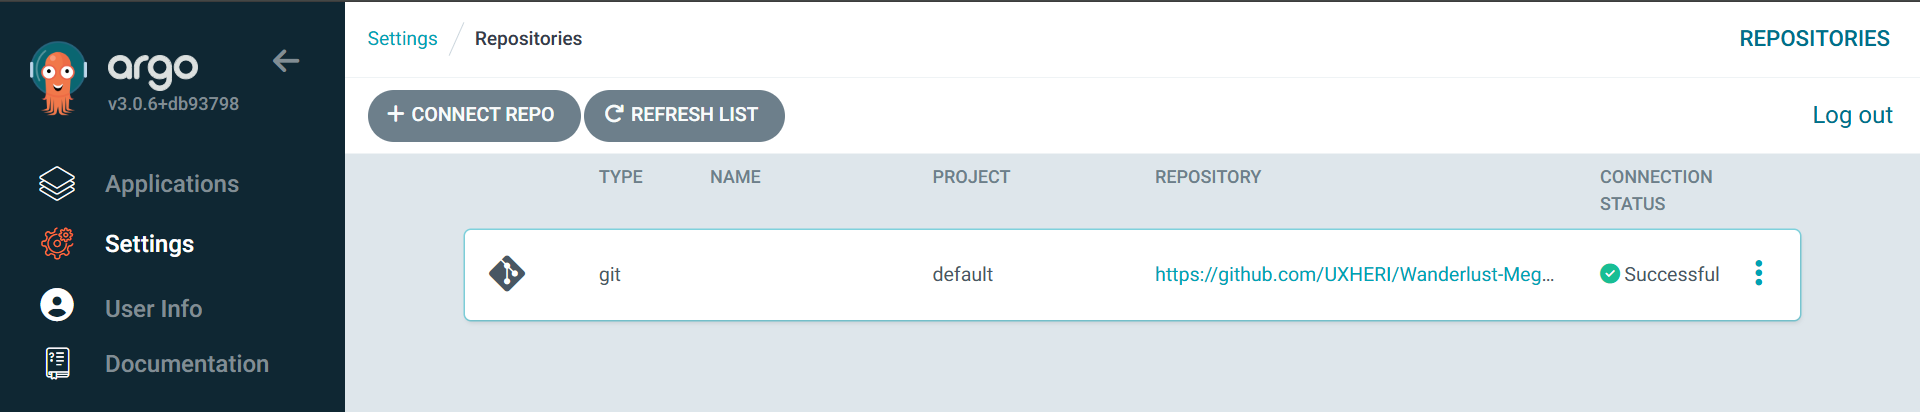 argo
v3.0.6+db93798
Applications
Settings
User Info
Documentation
Settings / Repositories
REPOSITORIES
+ CONNECT REPO
REFRESH LIST
Log out
TYPE NAME PROJECT REPOSITORY CONNECTION STATUS
git default https://github.com/UXHERI/Wanderlust-Meg... Successful